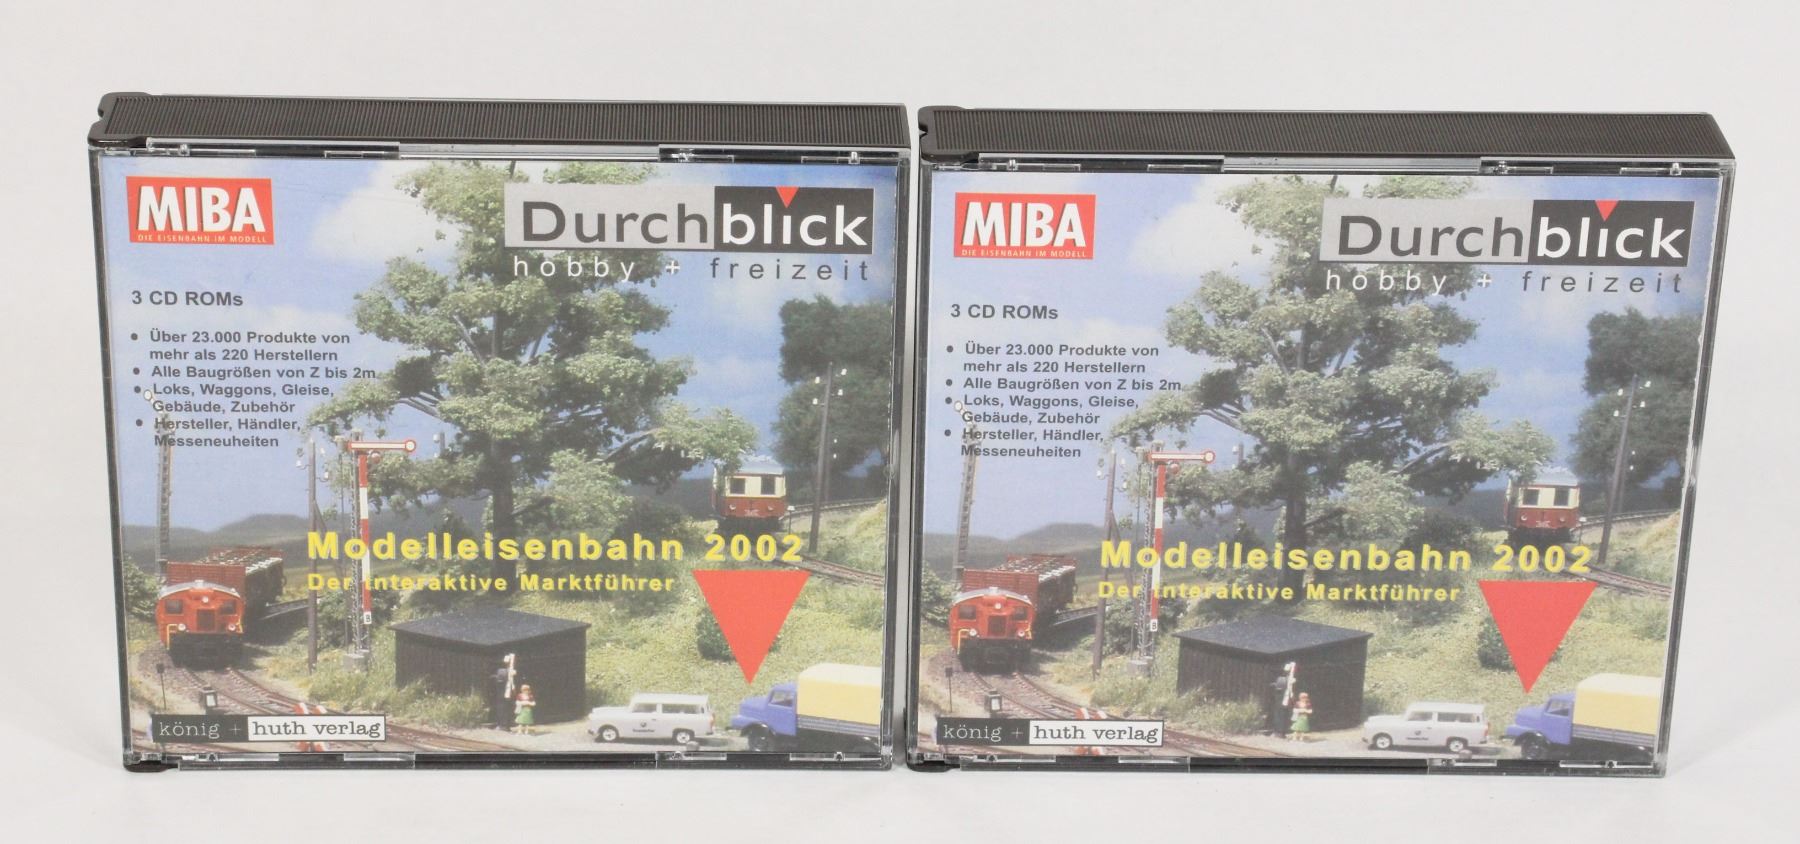 MIBA
DIE EISENBAHN IM MODELL
Durchblick
hobby + freizeit
3 CD ROMs
• Über 23.000 Produkte von
mehr als 220 Herstellern
• Alle Baugrößen von Z bis 2m
• Loks, Waggons, Gleise,
Gebäude, Zubehör
• Hersteller, Händler,
Messeneuheiten
Modelleisenbahn 2002
Der interaktive Marktführer
könig + huth verlag
MIBA
DIE EISENBAHN IM MODELL
Durchblick
hobby + freizeit
3 CD ROMs
• Über 23.000 Produkte von
mehr als 220 Herstellern
• Alle Baugrößen von Z bis 2m
• Loks, Waggons, Gleise,
Gebäude, Zubehör
• Hersteller, Händler,
Messeneuheiten
Modelleisenbahn 2002
Der interaktive Marktführer
könig + huth verlag